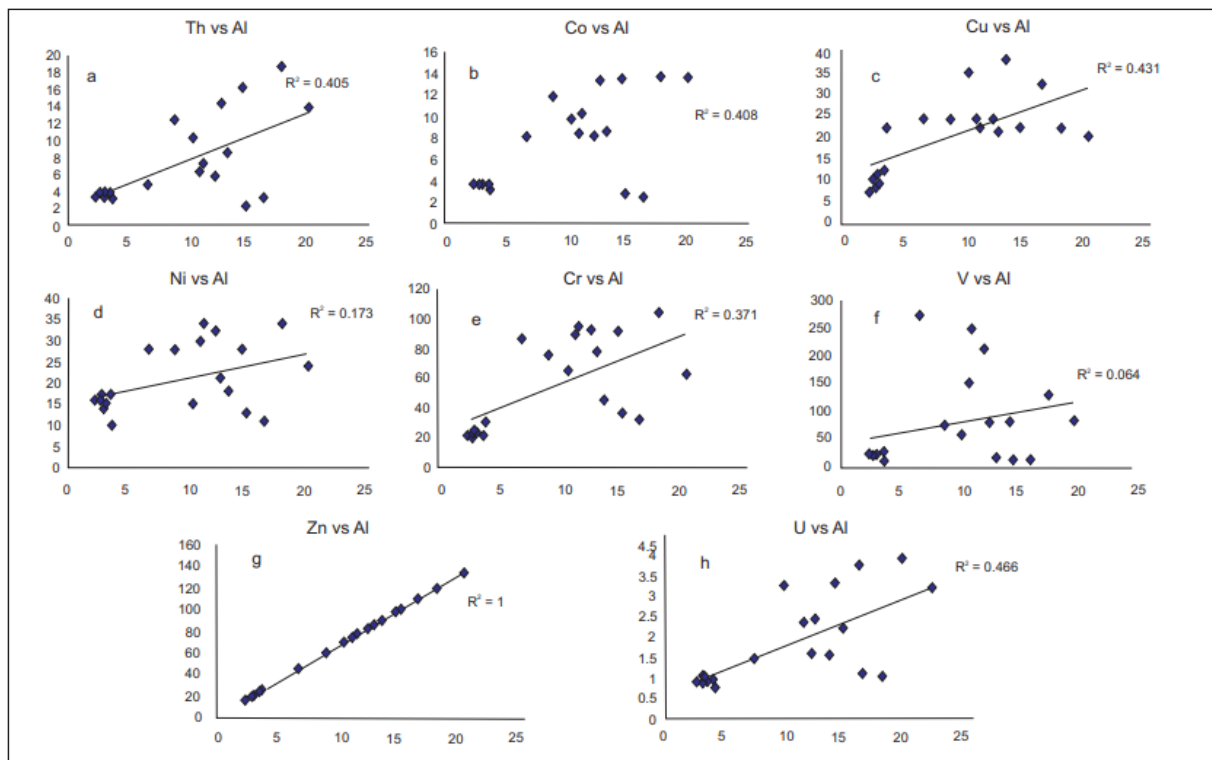 Th vs Al
20
18
16
14
12
10
8
6
4
2
0
0 5 10 15 20 25
a
R² = 0.405
Co vs Al
16
14
12
10
8
6
4
2
0
0 5 10 15 20 25
b
R² = 0.408
Cu vs Al
40
35
30
25
20
15
10
5
0
0 5 10 15 20 25
c
R² = 0.431
Ni vs Al
40
35
30
25
20
15
10
5
0
0 5 10 15 20 25
d
R² = 0.173
Cr vs Al
120
100
80
60
40
20
0
0 5 10 15 20 25
e
R² = 0.371
V vs Al
300
250
200
150
100
50
0
0 5 10 15 20 25
f
R² = 0.064
Zn vs Al
160
140
120
100
80
60
40
20
0
0 5 10 15 20 25
g
R² = 1
U vs Al
4.5
4
3.5
3
2.5
2
1.5
1
0.5
0
0 5 10 15 20 25
h
R² = 0.466